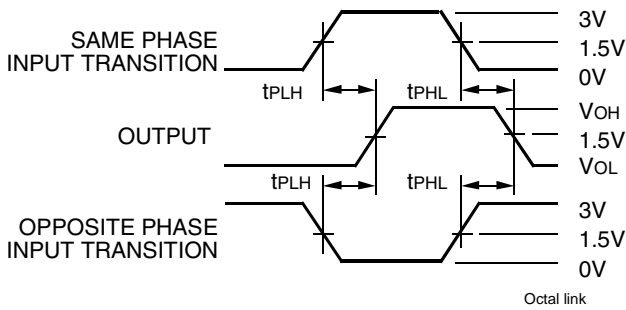 SAME PHASE
INPUT TRANSITION
3V
1.5V
0V
tPLH
tPHL
OUTPUT
VOH
1.5V
VOL
tPLH
tPHL
OPPOSITE PHASE
INPUT TRANSITION
3V
1.5V
0V
Octal link